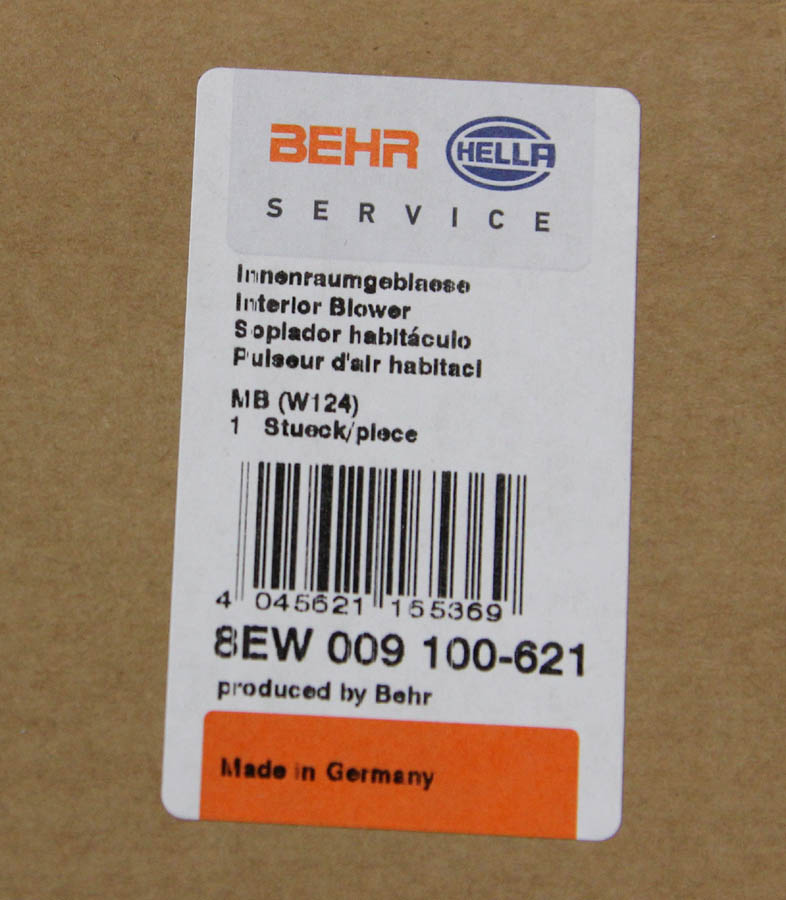 BEHR HELLA
SERVICE
Innenraumgeblaese
Interior Blower
Soplador habitáculo
Pulseur d'air habitacl
MB (W124)
1 Stueck/piece
4 045621 155369
8EW 009 100-621
produced by Behr
Made in Germany